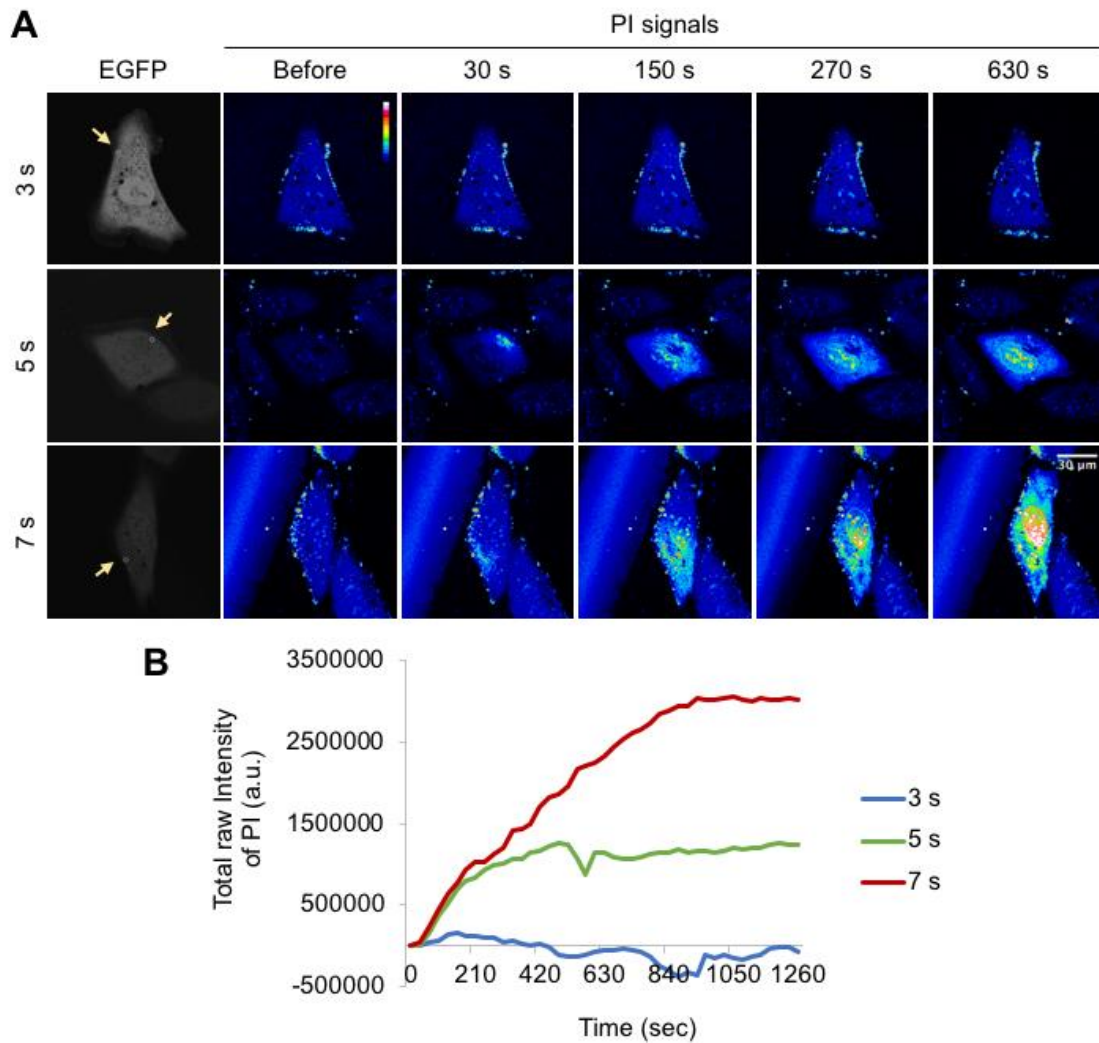 A
PI signals
EGFP Before 30 s 150 s 270 s 630 s
3 s
5 s
7 s
30 µm
B
3500000
2500000
1500000
500000
-500000
0 210 420 630 840 1050 1260
Total raw Intensity
of PI (a.u.)
Time (sec)
3 s
5 s
7 s